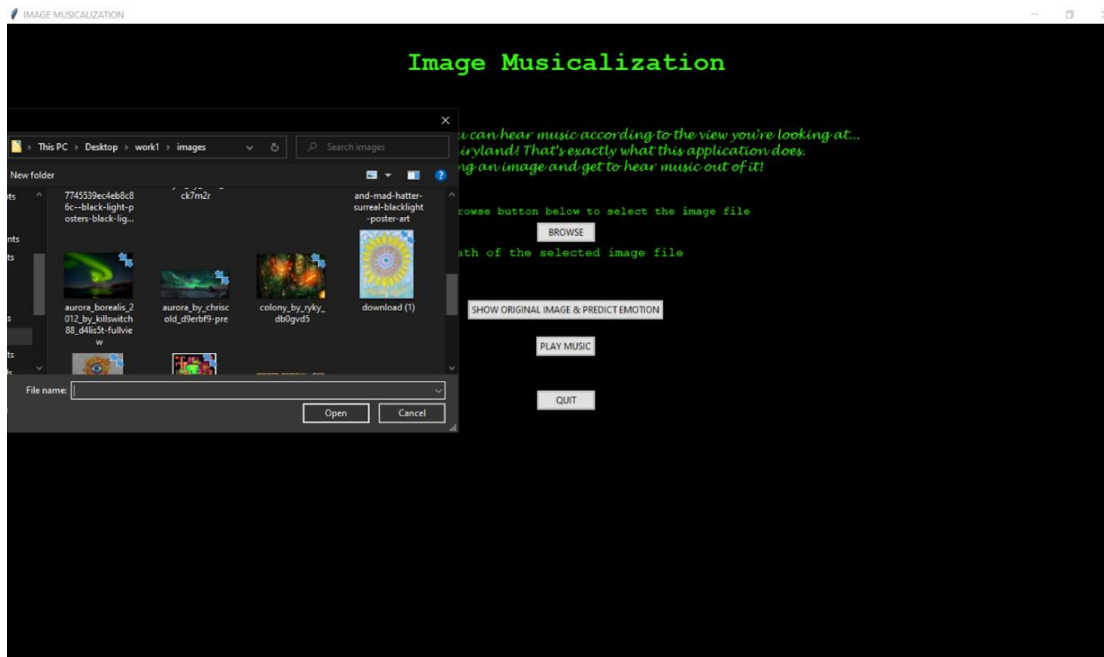 IMAGE MUSICALIZATION
Image Musicalization
can hear music according to the view you're looking at...
That's exactly what this application does.
an image and get to hear music out of it!
This PC > Desktop > work1 > images
Search images
New folder
7745539ec4eb8c8
6c--black-light-p
osters-black-lig...
ck7m2r
and-mad-hatter-
surreal-blacklight
-poster-art
button below to select the image file
BROWSE
of the selected image file
aurora_borealis_2
012_by_killswitch
88_d4lis5t-fullvie
w
aurora_by_chrisc
old_d9erbf9-pre
colony_by_ryky_
db0gvd5
download (1)
SHOW ORIGINAL IMAGE & PREDICT EMOTION
PLAY MUSIC
File name:
Open
Cancel
QUIT